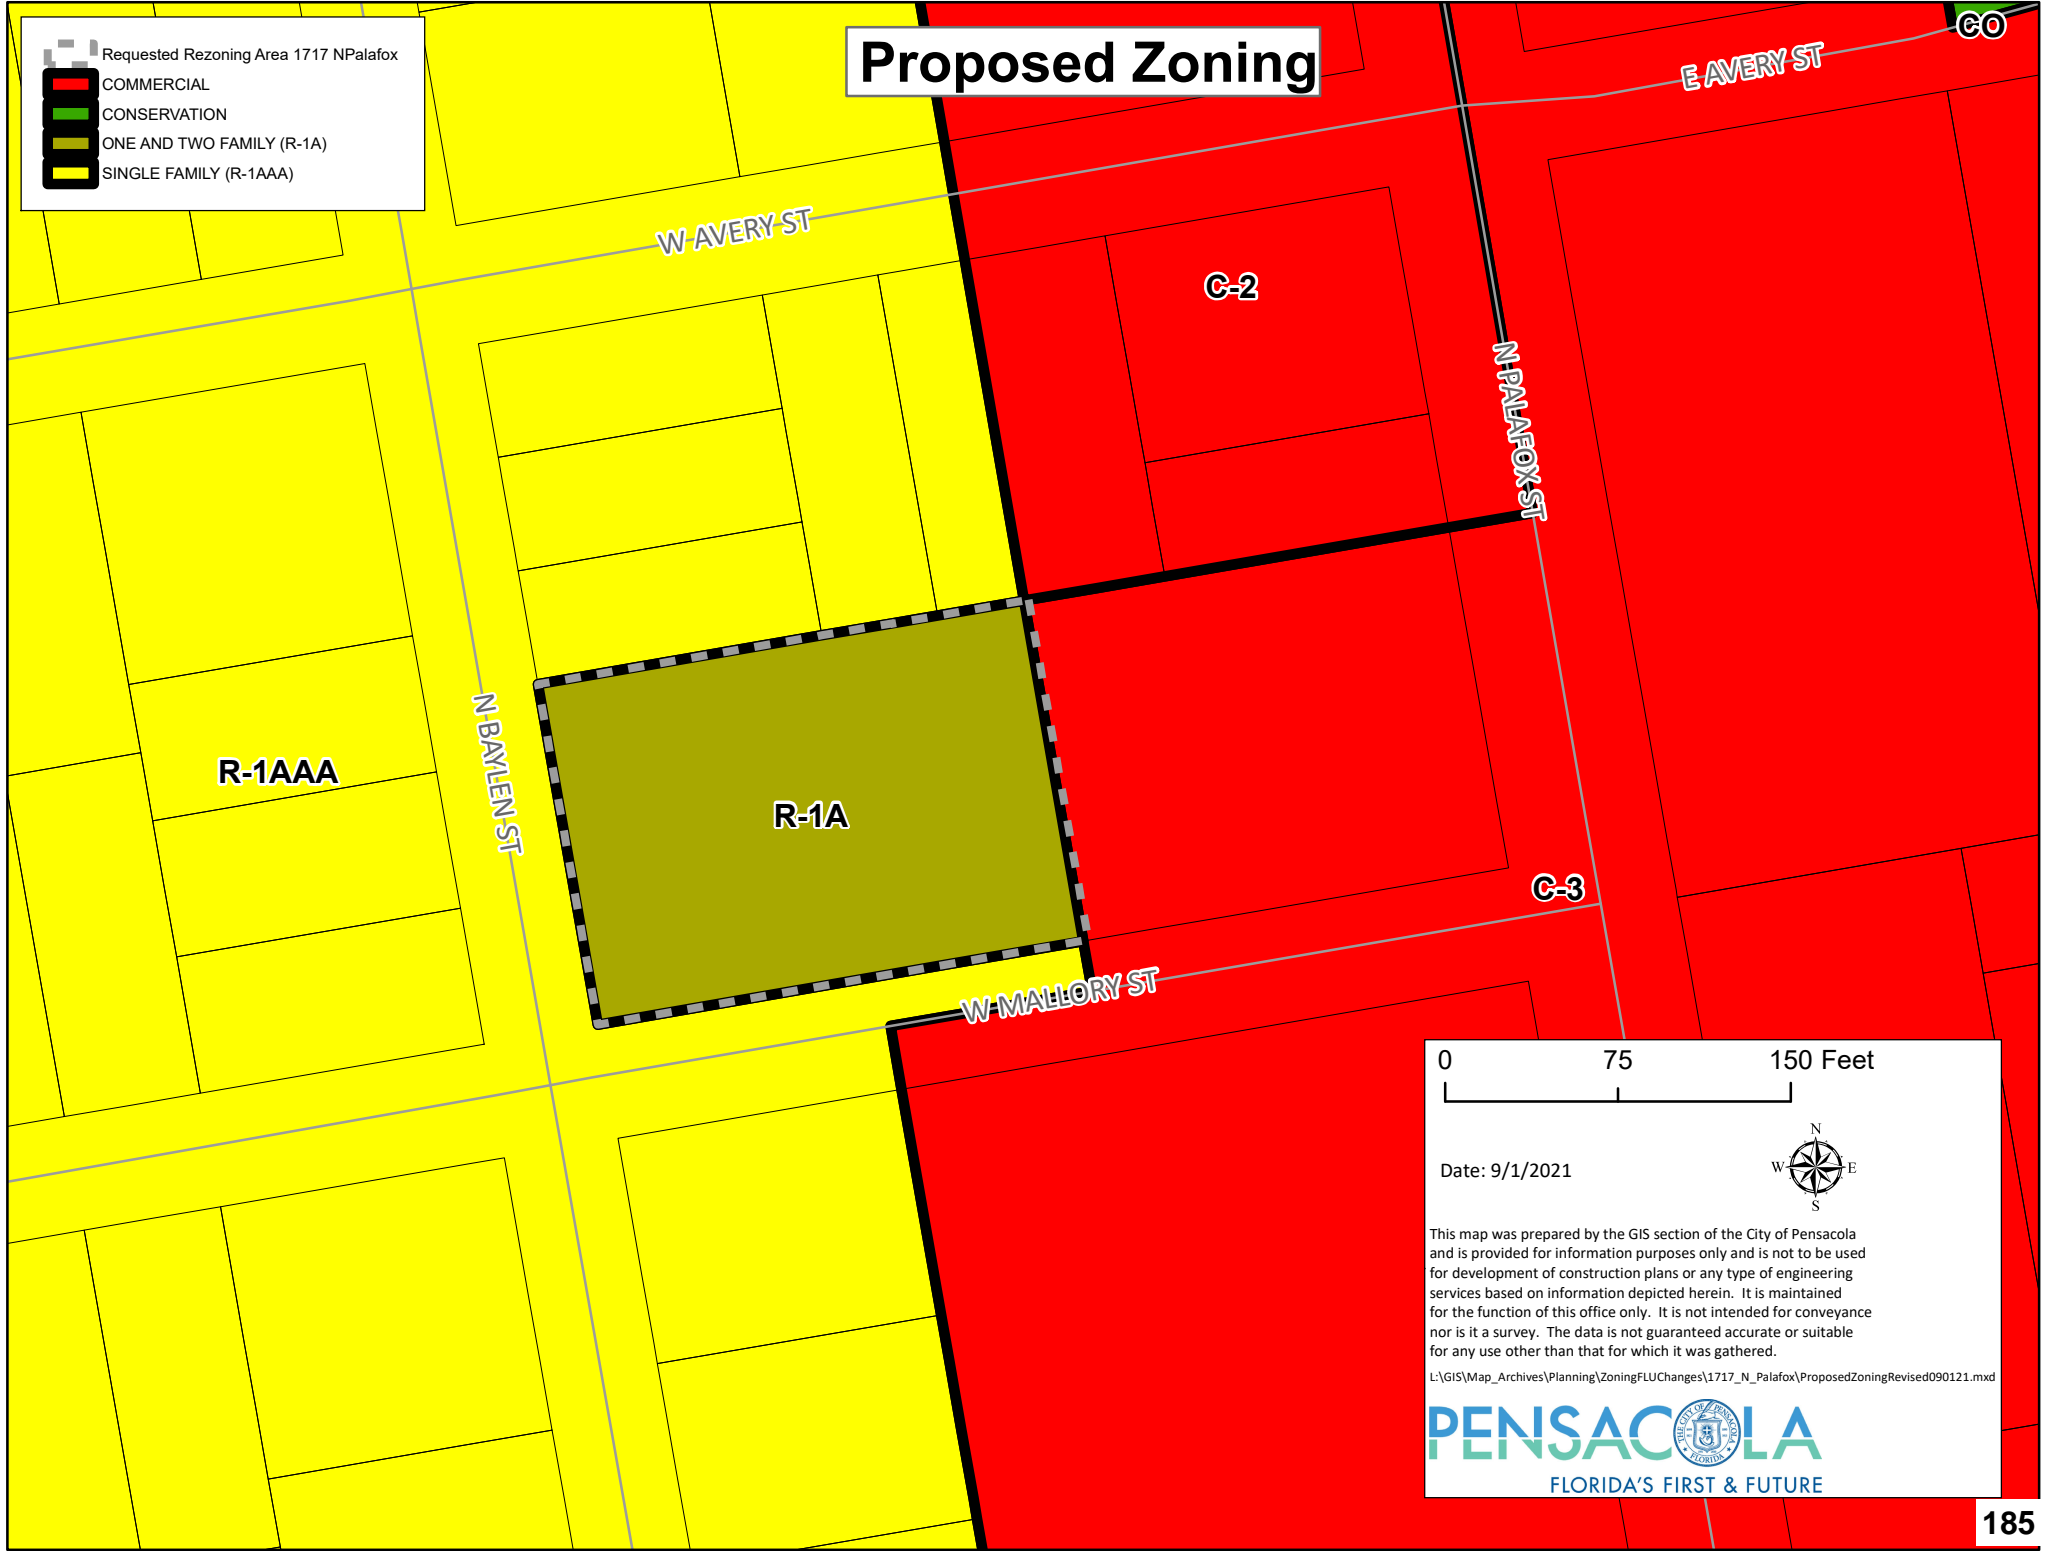 Proposed Zoning
Requested Rezoning Area 1717 NPalafox
COMMERCIAL
CONSERVATION
ONE AND TWO FAMILY (R-1A)
SINGLE FAMILY (R-1AAA)
CO
E AVERY ST
W AVERY ST
C-2
N PALAFOX ST
N BAYLEN ST
R-1AAA
R-1A
C-3
W MALLORY ST
0 75 150 Feet
N
W E
S
Date: 9/1/2021
This map was prepared by the GIS section of the City of Pensacola
and is provided for information purposes only and is not to be used
for development of construction plans or any type of engineering
services based on information depicted herein. It is maintained
for the function of this office only. It is not intended for conveyance
nor is it a survey. The data is not guaranteed accurate or suitable
for any use other than that for which it was gathered.
L:\GIS\Map_Archives\Planning\ZoningFLUChanges\1717_N_Palafox\ProposedZoningRevised090121.mxd
PENSACOLA
THE CITY OF PENSACOLA
FLORIDA
FLORIDA'S FIRST & FUTURE
185